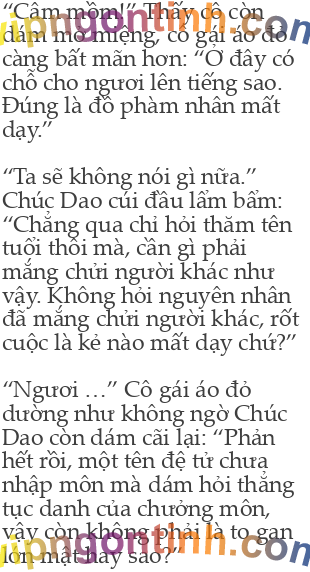 “Câm mồm!” Thấy cô còn
dám mở miệng, cô gái áo đỏ
càng bất mãn hơn: “Ở đây có
chỗ cho ngươi lên tiếng sao.
Đúng là đồ phàm nhân mất
dạy.”
“Ta sẽ không nói gì nữa.”
Chúc Dao cúi đầu lẩm bẩm:
“Chẳng qua chỉ hỏi thăm tên
tuổi thôi mà, cần gì phải
mắng chửi người khác như
vậy. Không hỏi nguyên nhân
đã mắng chửi người khác, rốt
cuộc là kẻ nào mất dạy chứ?”
“Ngươi …” Cô gái áo đỏ
dường như không ngờ Chúc
Dao còn dám cãi lại: “Phản
hết rồi, một tên đệ tử chưa
nhập môn mà dám hỏi thẳng
tục danh của chưởng môn,
vậy còn không phải là to gan
lớn mật hay sao?”
vipngontinh.com
vipngontinh.com